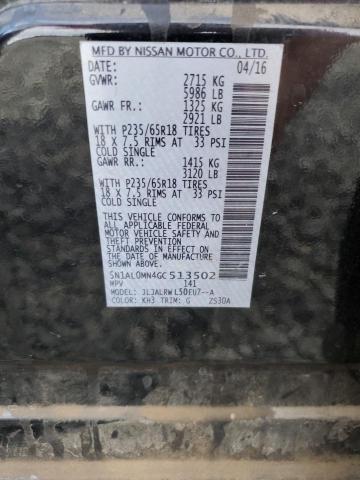 MFD BY NISSAN MOTOR CO., LTD.
DATE: 04/16
GVWR: 2715 KG
5986 LB
GAWR FR.: 1325 KG
2921 LB
WITH P235/65R18 TIRES
18 X 7.5 RIMS AT 33 PSI
COLD SINGLE
GAWR RR.: 1415 KG
3120 LB
WITH P235/65R18 TIRES
18 X 7.5 RIMS AT 33 PSI
COLD SINGLE
THIS VEHICLE CONFORMS TO
ALL APPLICABLE FEDERAL
MOTOR VEHICLE SAFETY AND
THEFT PREVENTION
STANDARDS IN EFFECT ON
THE DATE OF MANUFACTURE
SHOWN ABOVE.
5N1AL0MN4GC513502
MPV 141
MODEL: JLJALRWL50EU7--A
COLOR: KH3 TRIM: G ZS30A